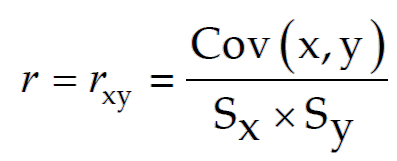 r = r_xy = Cov (x, y) / S_x × S_y